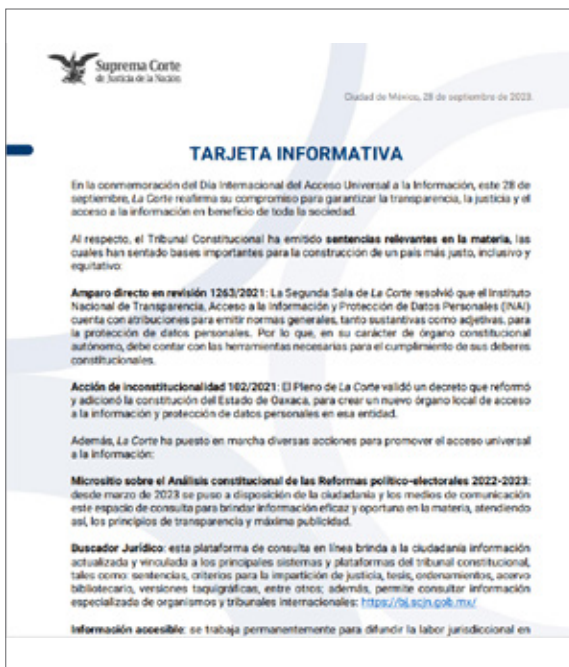 Suprema Corte
de Justicia de la Nación
Ciudad de México, 28 de septiembre de 2023.
TARJETA INFORMATIVA
En la conmemoración del Día Internacional del Acceso Universal a la Información, este 28 de
septiembre, La Corte reafirma su compromiso para garantizar la transparencia, la justicia y el
acceso a la información en beneficio de toda la sociedad.
Al respecto, el Tribunal Constitucional ha emitido sentencias relevantes en la materia, las
cuales han sentado bases importantes para la construcción de un país más justo, inclusivo y
equitativo:
Amparo directo en revisión 1263/2021: La Segunda Sala de La Corte resolvió que el Instituto
Nacional de Transparencia, Acceso a la Información y Protección de Datos Personales (INAI)
cuenta con atribuciones para emitir normas generales, tanto sustantivas como adjetivas, para
la protección de datos personales. Por lo que, en su carácter de órgano constitucional
autónomo, debe contar con las herramientas necesarias para el cumplimiento de sus deberes
constitucionales.
Acción de inconstitucionalidad 102/2021: El Pleno de La Corte validó un decreto que reformó
y adicionó la constitución del Estado de Oaxaca, para crear un nuevo órgano local de acceso
a la información y protección de datos personales en esa entidad.
Además, La Corte ha puesto en marcha diversas acciones para promover el acceso universal
a la información:
Micrositio sobre el Análisis constitucional de las Reformas político-electorales 2022-2023:
desde marzo de 2023 se puso a disposición de la ciudadanía y los medios de comunicación
este espacio de consulta para brindar información eficaz y oportuna en la materia, atendiendo
así, los principios de transparencia y máxima publicidad.
Buscador Jurídico: esta plataforma de consulta en línea brinda a la ciudadanía información
actualizada y vinculada a los principales sistemas y plataformas del tribunal constitucional,
tales como: sentencias, criterios para la impartición de justicia, tesis, ordenamientos, acervo
bibliotecario, versiones taquigráficas, entre otros; además, permite consultar información
especializada de organismos y tribunales internacionales: https://bj.scjn.gob.mx/
Información accesible: se trabaja permanentemente para difundir la labor jurisdiccional en